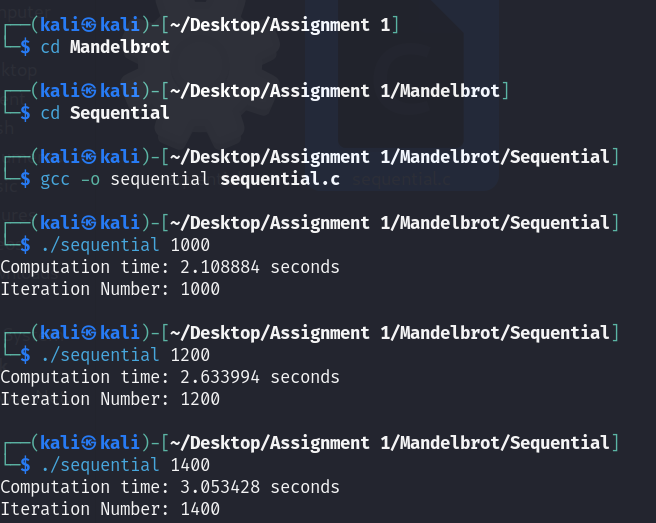 ┌──(kali㉿kali)-[~/Desktop/Assignment 1]
└─$ cd Mandelbrot
┌──(kali㉿kali)-[~/Desktop/Assignment 1/Mandelbrot]
└─$ cd Sequential
┌──(kali㉿kali)-[~/Desktop/Assignment 1/Mandelbrot/Sequential]
└─$ gcc -o sequential sequential.c
┌──(kali㉿kali)-[~/Desktop/Assignment 1/Mandelbrot/Sequential]
└─$ ./sequential 1000
Computation time: 2.108884 seconds
Iteration Number: 1000
┌──(kali㉿kali)-[~/Desktop/Assignment 1/Mandelbrot/Sequential]
└─$ ./sequential 1200
Computation time: 2.633994 seconds
Iteration Number: 1200
┌──(kali㉿kali)-[~/Desktop/Assignment 1/Mandelbrot/Sequential]
└─$ ./sequential 1400
Computation time: 3.053428 seconds
Iteration Number: 1400